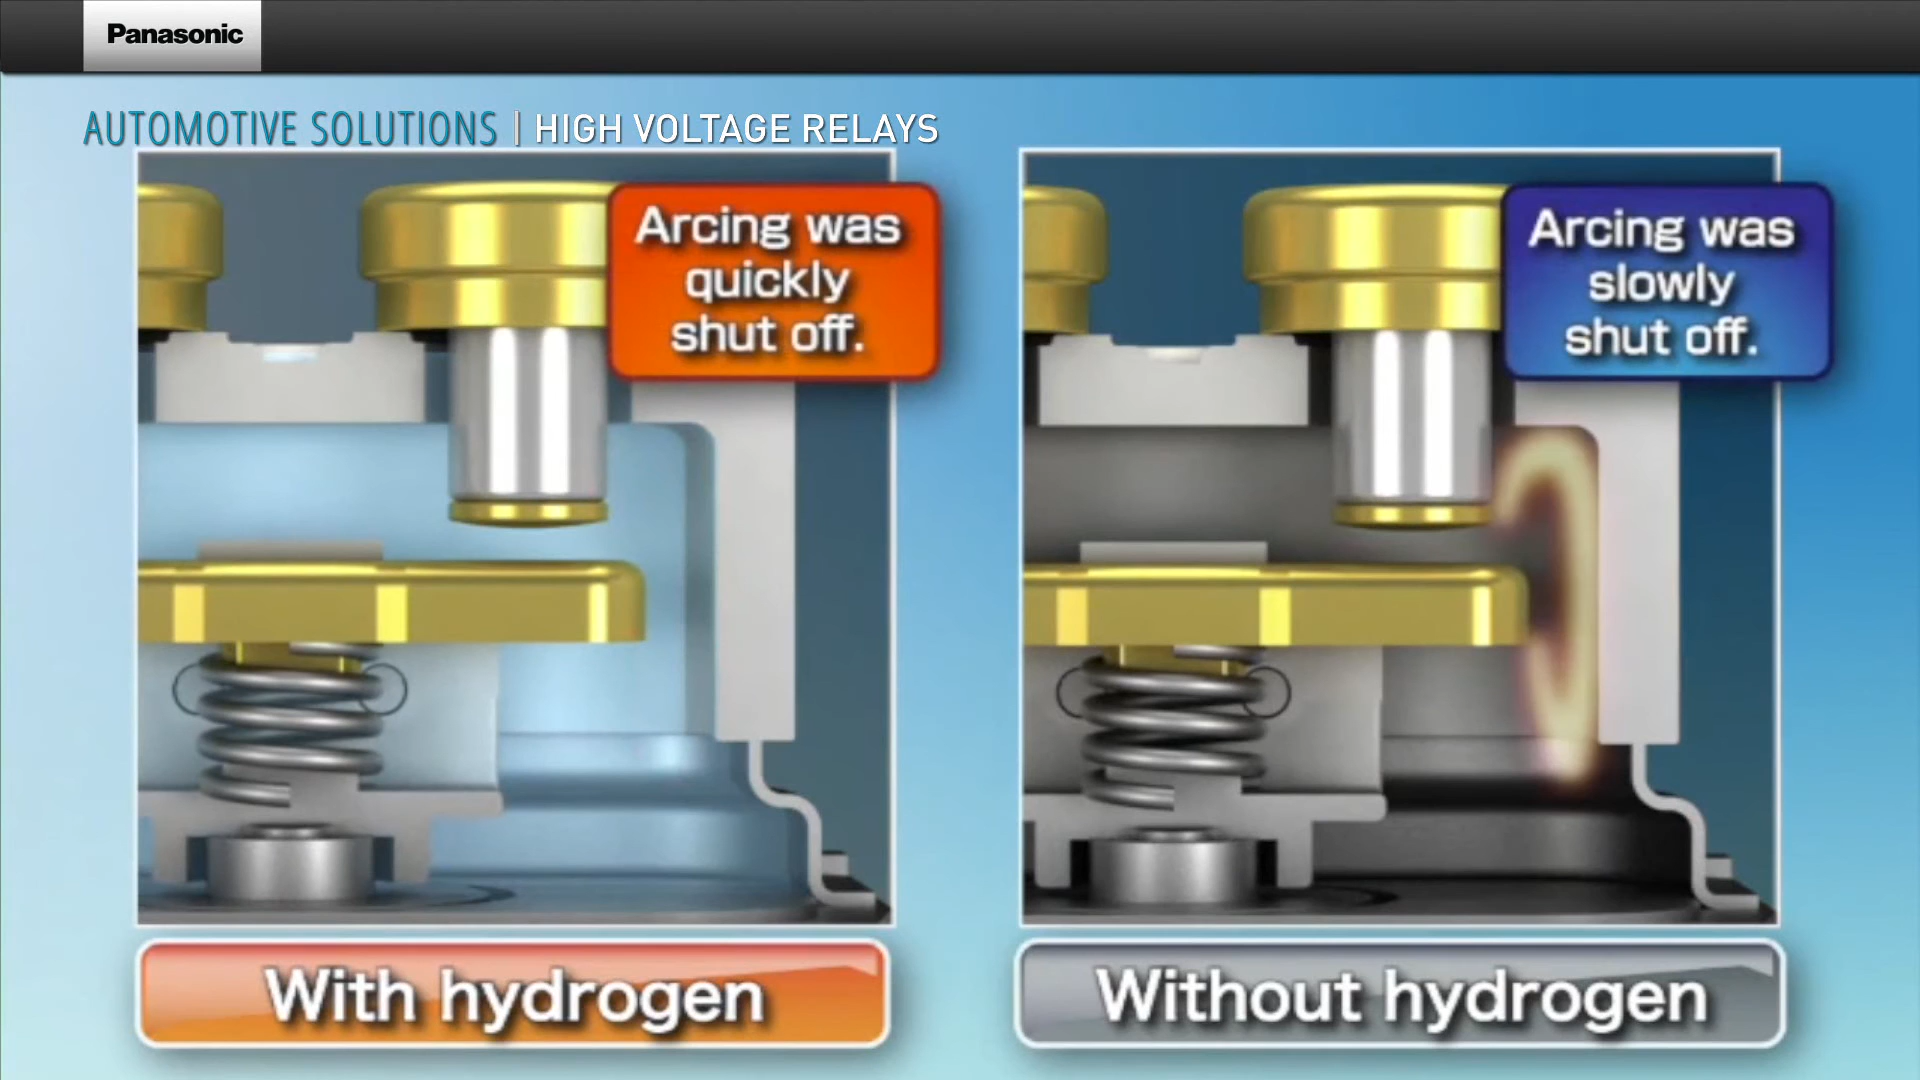 Panasonic
AUTOMOTIVE SOLUTIONS | HIGH VOLTAGE RELAYS
Arcing was
quickly
shut off.
Arcing was
slowly
shut off.
With hydrogen
Without hydrogen